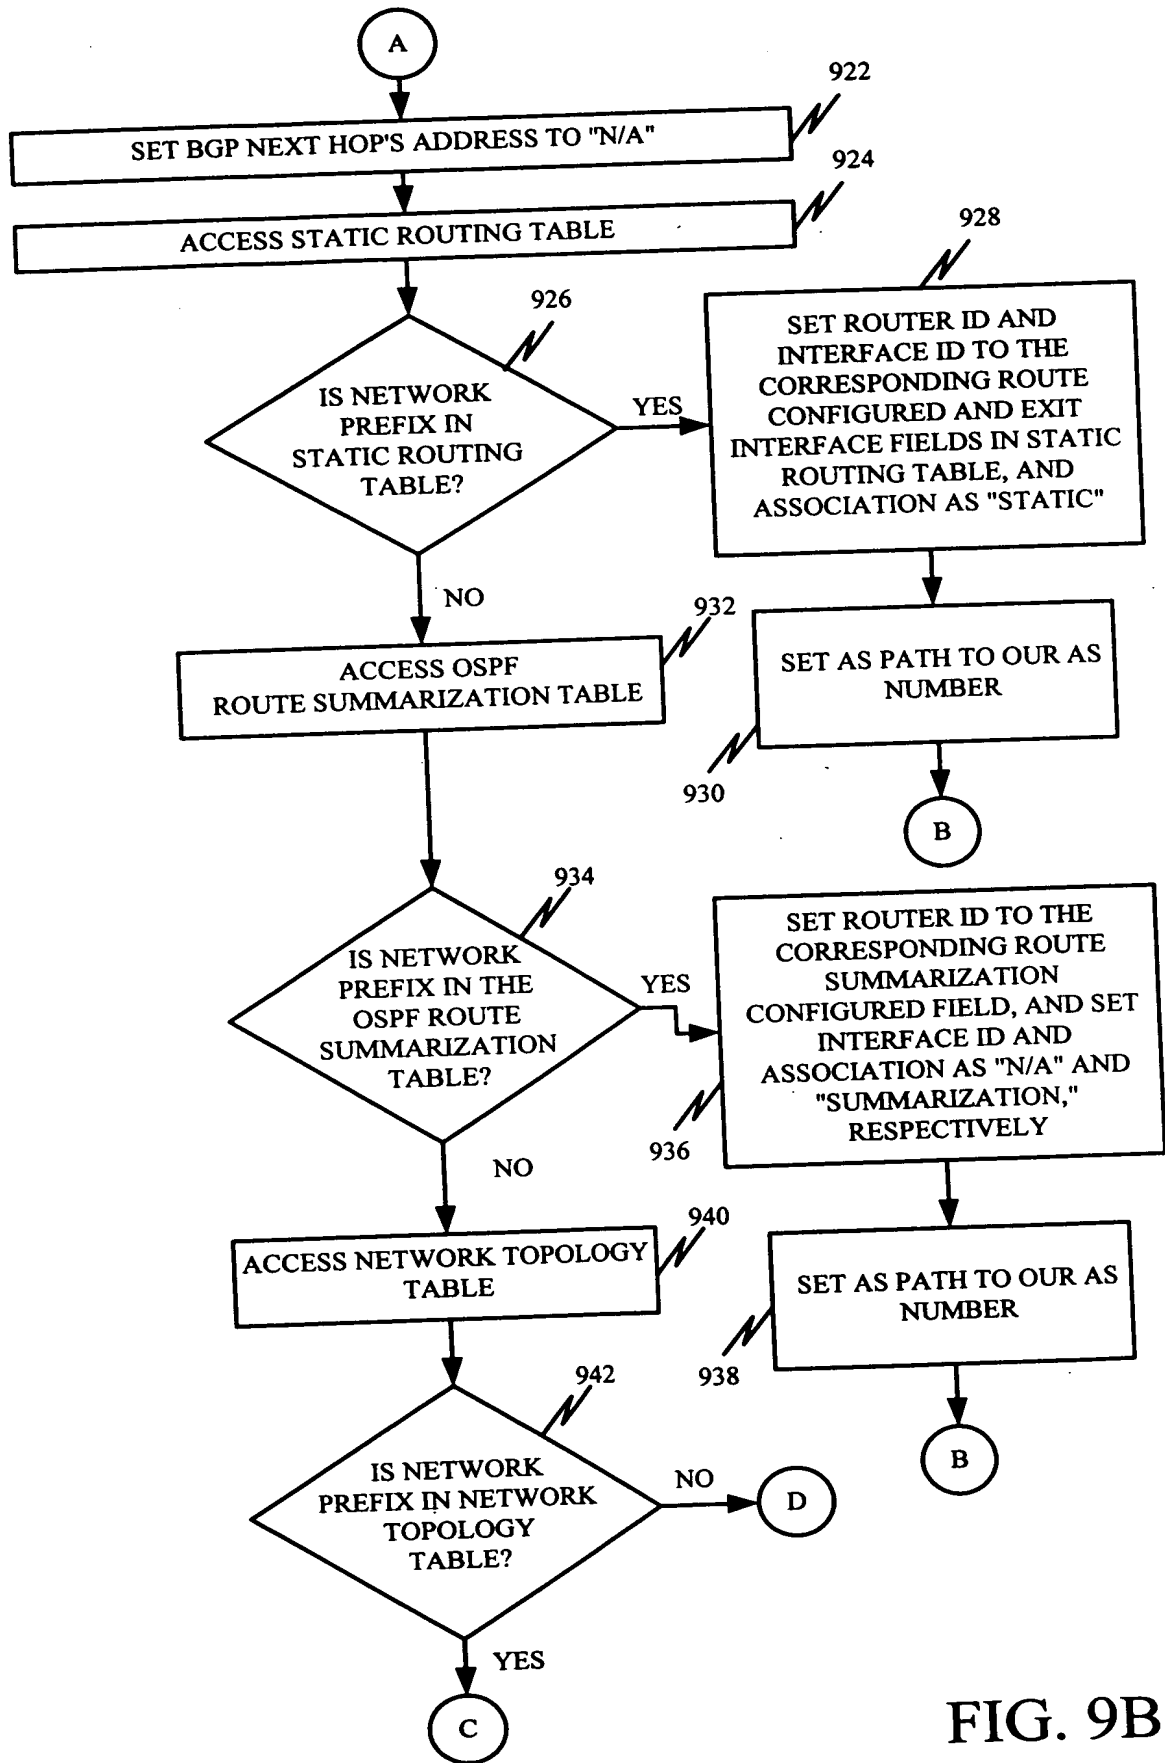 A
922
SET BGP NEXT HOP'S ADDRESS TO "N/A"
924
ACCESS STATIC ROUTING TABLE
926
IS NETWORK
PREFIX IN
STATIC ROUTING
TABLE?
YES
928
SET ROUTER ID AND
INTERFACE ID TO THE
CORRESPONDING ROUTE
CONFIGURED AND EXIT
INTERFACE FIELDS IN STATIC
ROUTING TABLE, AND
ASSOCIATION AS "STATIC"
NO
932
ACCESS OSPF
ROUTE SUMMARIZATION TABLE
SET AS PATH TO OUR AS
NUMBER
930
B
934
IS NETWORK
PREFIX IN THE
OSPF ROUTE
SUMMARIZATION
TABLE?
YES
SET ROUTER ID TO THE
CORRESPONDING ROUTE
SUMMARIZATION
CONFIGURED FIELD, AND SET
INTERFACE ID AND
ASSOCIATION AS "N/A" AND
"SUMMARIZATION,"
RESPECTIVELY
936
NO
940
ACCESS NETWORK TOPOLOGY
TABLE
SET AS PATH TO OUR AS
NUMBER
938
B
942
IS NETWORK
PREFIX IN NETWORK
TOPOLOGY
TABLE?
NO
D
YES
C
FIG. 9B